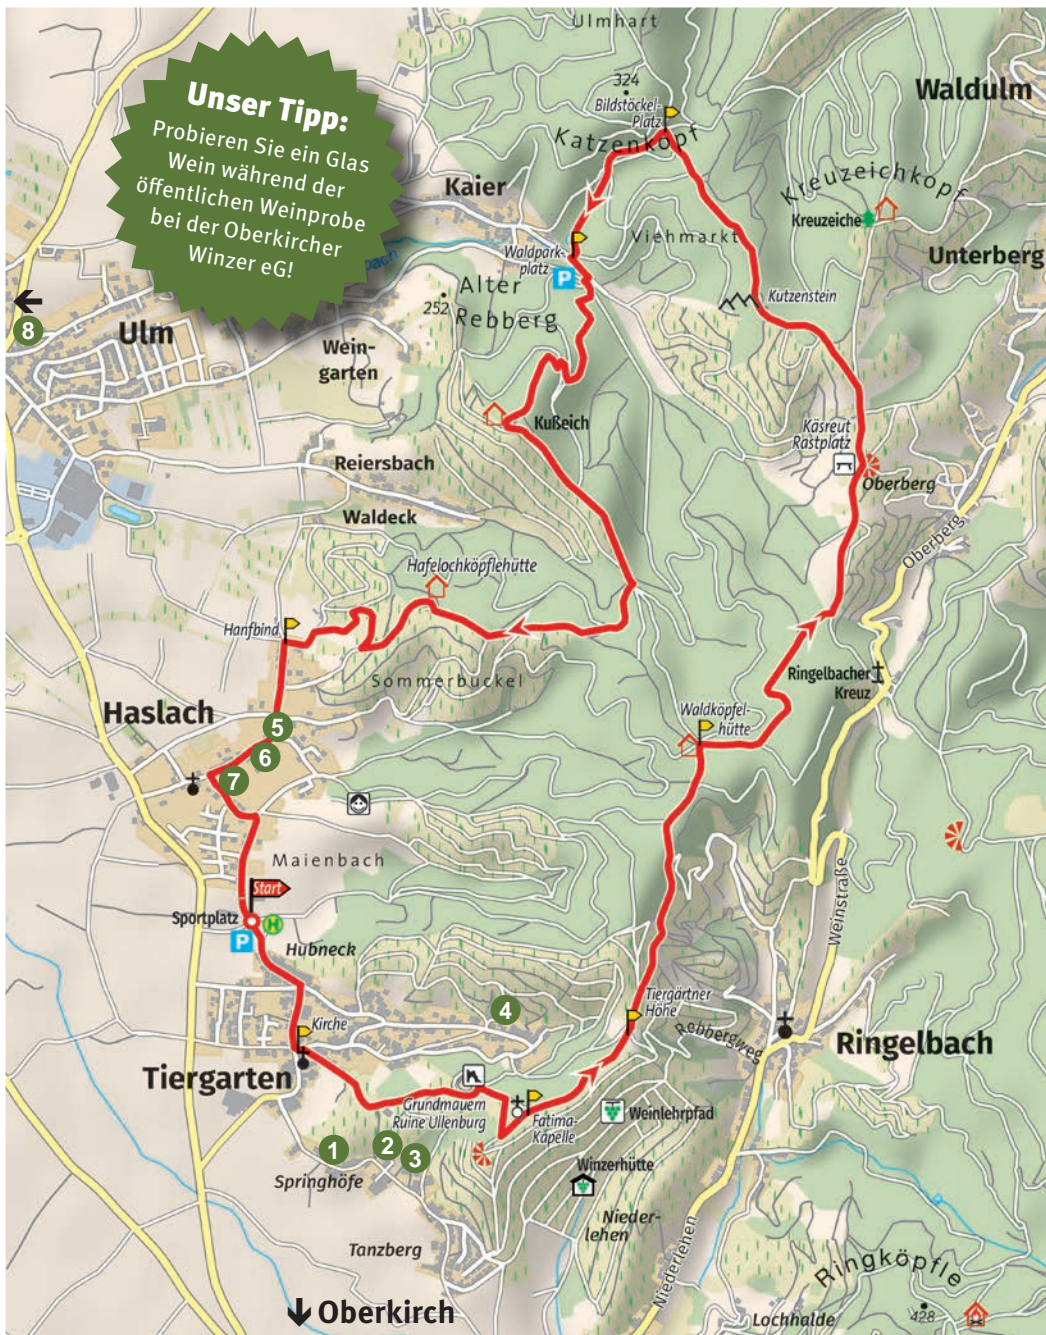 Unser Tipp:
Probieren Sie ein Glas
Wein während der
öffentlichen Weinprobe
bei der Oberkircher
Winzer eG!
Ulmhart
324
Bildstöckel-
Platz
Katzenkopf
Waldulm
Kaier
Kreuzeichkopf
Kreuzeiche
Waldpark-
platz
P
Viehmarkt
Unterberg
bach
Alter
Rebberg
252
Kutzenstein
8
Ulm
Wein-
garten
Kußeich
Käsreut
Rastplatz
Oberberg
Reiersbach
Waldeck
Oberberg
Hafelochköpflehütte
Hanfbind
Sommerbuckel
Ringelbacher
Kreuz
Haslach
Waldköpfel-
hütte
5
6
7
Maienbach
Start
Sportplatz
H
P
Hubneck
Weinstraße
4
Tiergärtner
Höhe
Kirche
Rebbergweg
Ringelbach
Tiergarten
Grundmauern
Ruine Ullenburg
Fatima-
Kapelle
Weinlehrpfad
1
2
3
Springhöfe
Winzerhütte
Nieder-
lehen
Tanzberg
Niederlehen
Ringköpfle
Oberkirch
Lochhalde
428